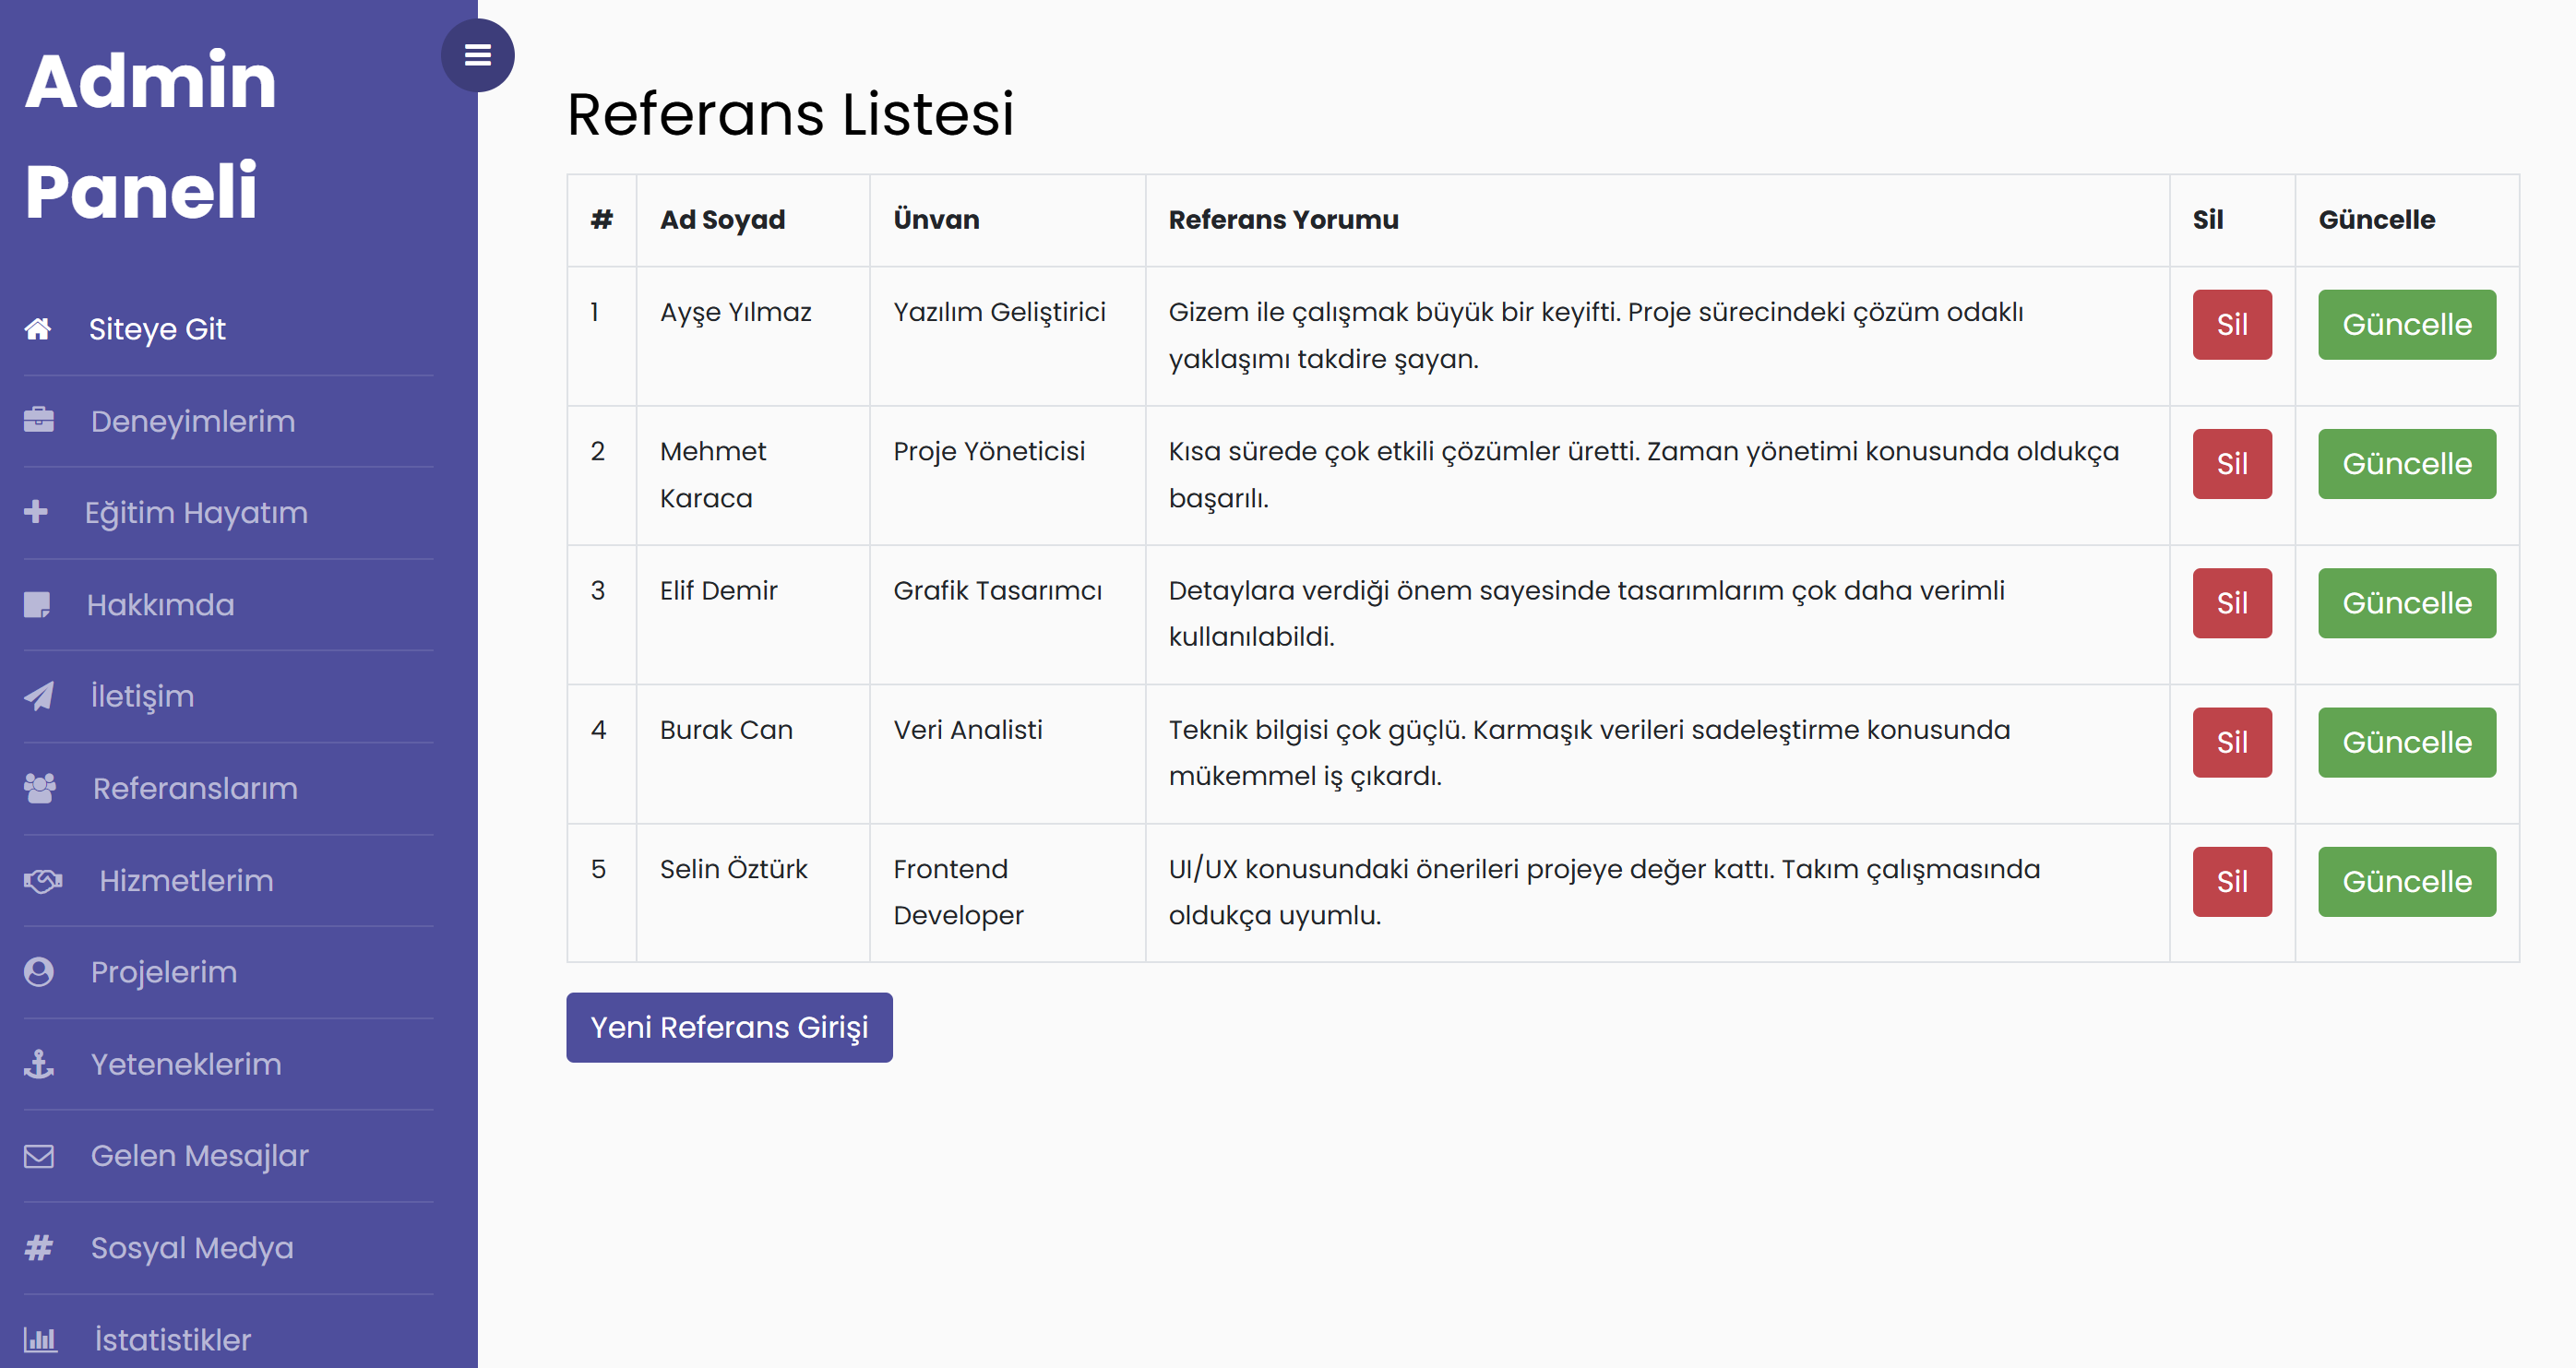 Admin
Paneli
Siteye Git
Deneyimlerim
Eğitim Hayatım
Hakkımda
İletişim
Referanslarım
Hizmetlerim
Projelerim
Yeteneklerim
Gelen Mesajlar
Sosyal Medya
İstatistikler
Referans Listesi
# Ad Soyad Ünvan Referans Yorumu Sil Güncelle
1 Ayşe Yılmaz Yazılım Geliştirici Gizem ile çalışmak büyük bir keyifti. Proje sürecindeki çözüm odaklı Sil Güncelle
yaklaşımı takdire şayan.
2 Mehmet Proje Yöneticisi Kısa sürede çok etkili çözümler üretti. Zaman yönetimi konusunda oldukça Sil Güncelle
Karaca başarılı.
3 Elif Demir Grafik Tasarımcı Detaylara verdiği önem sayesinde tasarımlarım çok daha verimli Sil Güncelle
kullanılabildi.
4 Burak Can Veri Analisti Teknik bilgisi çok güçlü. Karmaşık verileri sadeleştirme konusunda Sil Güncelle
mükemmel iş çıkardı.
5 Selin Öztürk Frontend UI/UX konusundaki önerileri projeye değer kattı. Takım çalışmasında Sil Güncelle
Developer oldukça uyumlu.
Yeni Referans Girişi